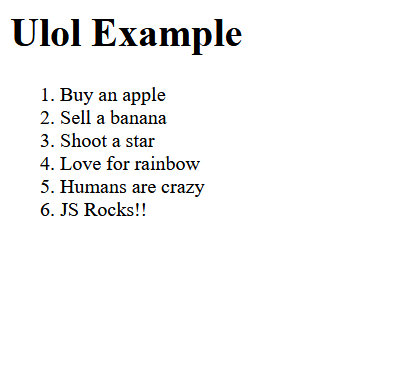 Ulol Example
1. Buy an apple
2. Sell a banana
3. Shoot a star
4. Love for rainbow
5. Humans are crazy
6. JS Rocks!!